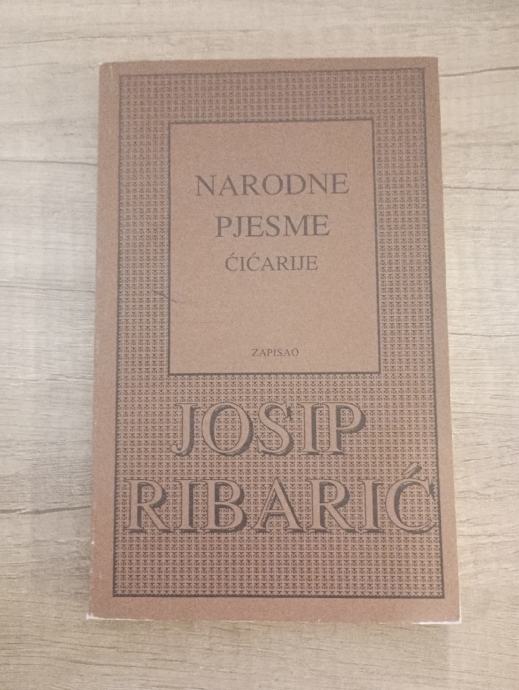 NARODNE
PJESME
ĆIĆARIJE
ZAPISAO
JOSIP
RIBARIĆ